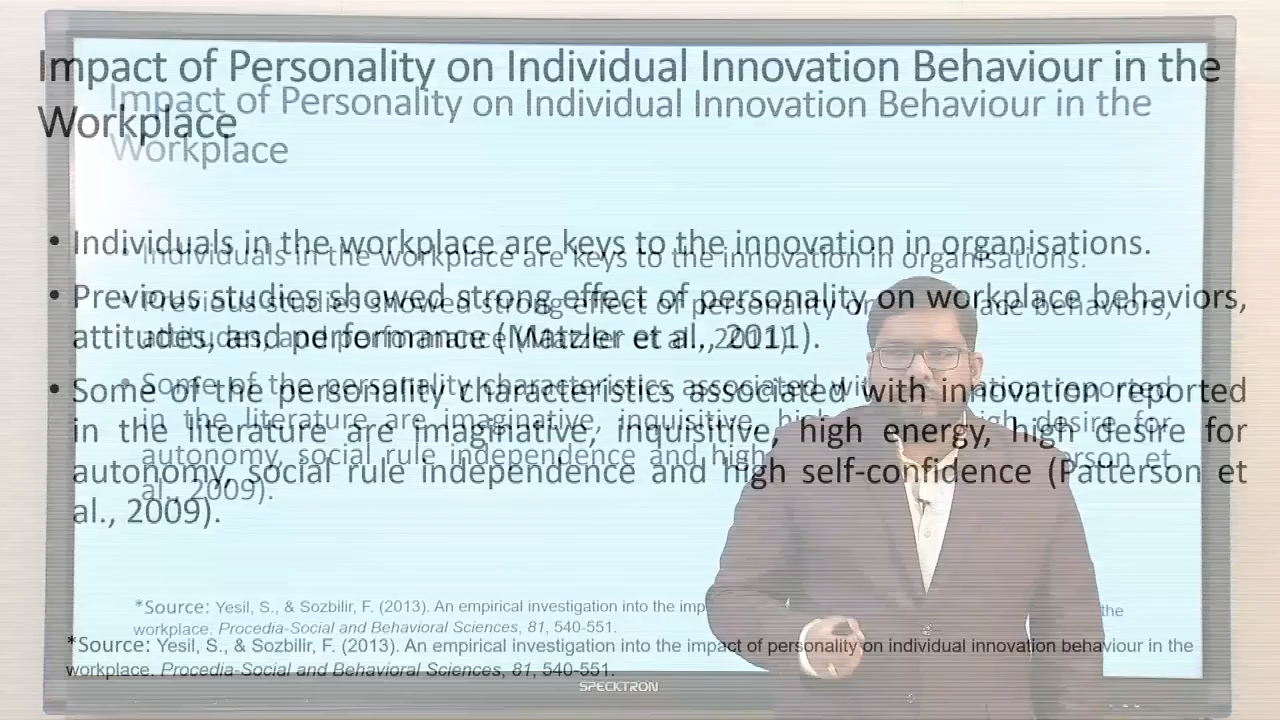 Impact of Personality on Individual Innovation Behaviour in the
Workplace
• Individuals in the workplace are keys to the innovation in organisations.
• Previous studies showed strong effect of personality on workplace behaviors,
attitudes, and performance (Matzler et al., 2011).
• Some of the personality characteristics associated with innovation reported
in the literature are imaginative, inquisitive, high energy, high desire for
autonomy, social rule independence and high self-confidence (Patterson et
al., 2009).
*Source: Yesil, S., & Sozbilir, F. (2013). An empirical investigation into the impact of personality on individual innovation behaviour in the
workplace. Procedia-Social and Behavioral Sciences, 81, 540-551.
SPECKTRON